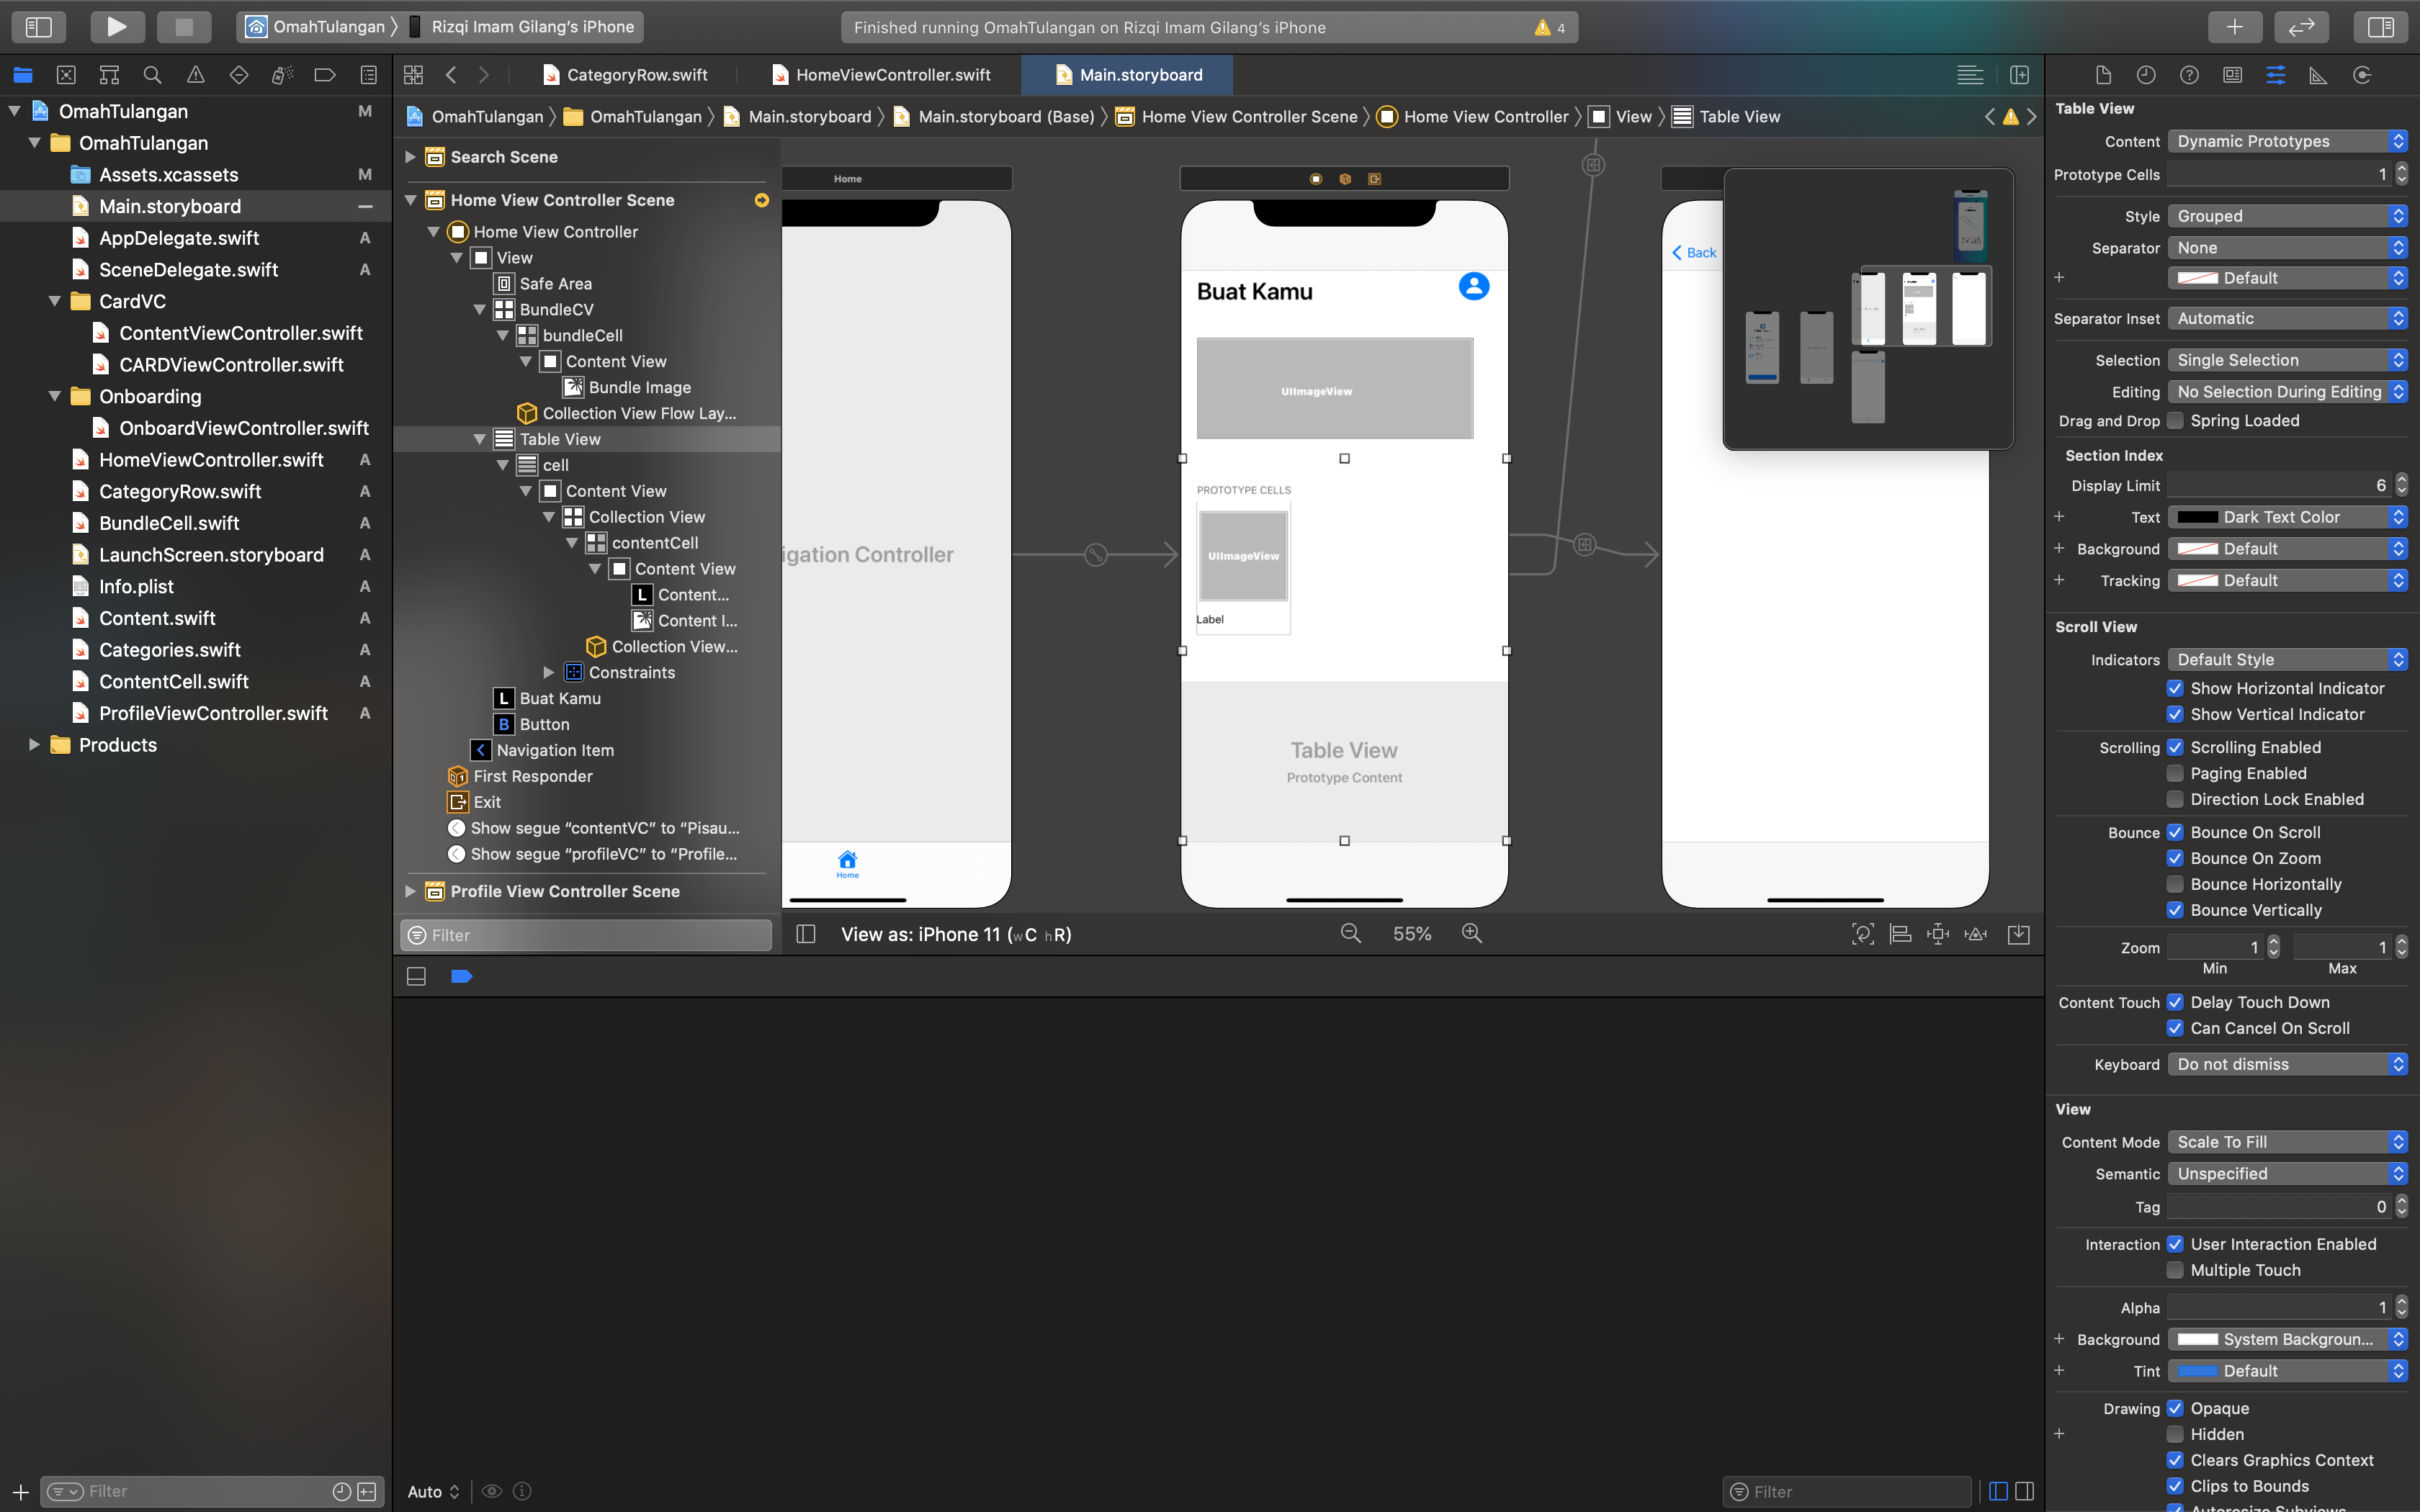 OmahTulangan
Rizqi Imam Gilang's iPhone
Finished running OmahTulangan on Rizqi Imam Gilang's iPhone
4
CategoryRow.swift
HomeViewController.swift
Main.storyboard
OmahTulangan M
OmahTulangan
Assets.xcassets M
Main.storyboard
AppDelegate.swift A
SceneDelegate.swift A
CardVC
ContentViewController.swift
CARDViewController.swift
Onboarding
OnboardViewController.swift
HomeViewController.swift A
CategoryRow.swift A
BundleCell.swift A
LaunchScreen.storyboard A
Info.plist A
Content.swift A
Categories.swift A
ContentCell.swift A
ProfileViewController.swift A
Products
Filter
OmahTulangan
OmahTulangan
Main.storyboard
Main.storyboard (Base)
Home View Controller Scene
Home View Controller
View
Table View
Search Scene
Home View Controller Scene
Home View Controller
View
Safe Area
BundleCV
bundleCell
Content View
Bundle Image
Collection View Flow Lay...
Table View
cell
Content View
Collection View
contentCell
Content View
L Content...
Content I...
Collection View...
Constraints
L Buat Kamu
B Button
Navigation Item
First Responder
Exit
Show segue “contentVC” to “Pisau...
Show segue “profileVC” to “Profile...
Profile View Controller Scene
Filter
Home
igation Controller
Home
Buat Kamu
UIImageView
PROTOTYPE CELLS
UIImageView
Label
Table View
Prototype Content
Back
View as: iPhone 11 (wC hR)
55%
Auto
Filter
Table View
Content Dynamic Prototypes
Prototype Cells 1
Style Grouped
Separator None
Default
Separator Inset Automatic
Selection Single Selection
Editing No Selection During Editing
Drag and Drop Spring Loaded
Section Index
Display Limit 6
Text Dark Text Color
Background Default
Tracking Default
Scroll View
Indicators Default Style
Show Horizontal Indicator
Show Vertical Indicator
Scrolling Scrolling Enabled
Paging Enabled
Direction Lock Enabled
Bounce Bounce On Scroll
Bounce On Zoom
Bounce Horizontally
Bounce Vertically
Zoom 1 1
Min Max
Content Touch Delay Touch Down
Can Cancel On Scroll
Keyboard Do not dismiss
View
Content Mode Scale To Fill
Semantic Unspecified
Tag 0
Interaction User Interaction Enabled
Multiple Touch
Alpha 1
Background System Backgroun...
Tint Default
Drawing Opaque
Hidden
Clears Graphics Context
Clips to Bounds
Autoresize Subviews